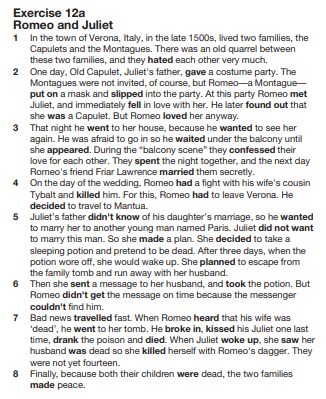 Exercise 12a
Romeo and Juliet
1 In the town of Verona, Italy, in the late 1500s, lived two families, the
Capulets and the Montagues. There was an old quarrel between
these two families, and they hated each other very much.
2 One day, Old Capulet, Juliet's father, gave a costume party. The
Montagues were not invited, of course, but Romeo—a Montague—
put on a mask and slipped into the party. At this party Romeo met
Juliet, and immediately fell in love with her. He later found out that
she was a Capulet. But Romeo loved her anyway.
3 That night he went to her house, because he wanted to see her
again. He was afraid to go in so he waited under the balcony until
she appeared. During the “balcony scene” they confessed their
love for each other. They spent the night together, and the next day
Romeo's friend Friar Lawrence married them secretly.
4 On the day of the wedding, Romeo had a fight with his wife's cousin
Tybalt and killed him. For this, Romeo had to leave Verona. He
decided to travel to Mantua.
5 Juliet's father didn't know of his daughter's marriage, so he wanted
to marry her to another young man named Paris. Juliet did not want
to marry this man. So she made a plan. She decided to take a
sleeping potion and pretend to be dead. After three days, when the
potion wore off, she would wake up. She planned to escape from
the family tomb and run away with her husband.
6 Then she sent a message to her husband, and took the potion. But
Romeo didn't get the message on time because the messenger
couldn't find him.
7 Bad news travelled fast. When Romeo heard that his wife was
‘dead’, he went to her tomb. He broke in, kissed his Juliet one last
time, drank the poison and died. When Juliet woke up, she saw her
husband was dead so she killed herself with Romeo's dagger. They
were not yet fourteen.
8 Finally, because both their children were dead, the two families
made peace.